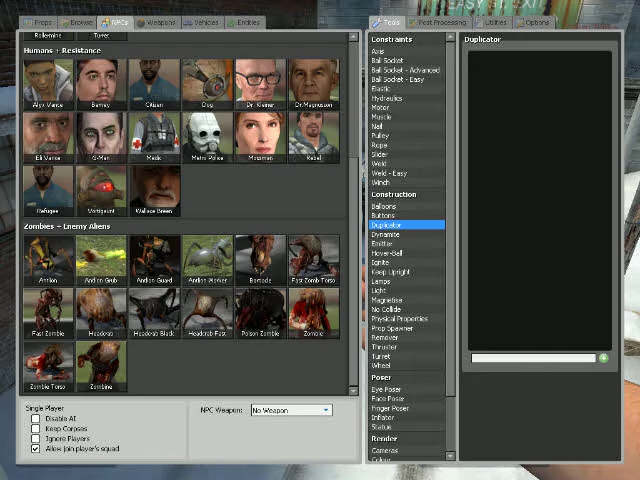 EASY SHOT EXIT
Props Browse NPCs Weapons Vehicles Entities
Tools Post Processing Utilities Options
Rollermine Turret
Humans + Resistance
Alyx Vance Barney Citizen Dog Dr. Kleiner Dr.Magnusson
Eli Vance G-Man Medic Metro Police Mossman Rebel
Refugee Vortigaunt Wallace Breen
Zombies + Enemy Aliens
Antlion Antlion Grub Antlion Guard Antlion Worker Barnacle Fast Zomb Torso
Fast Zombie Headcrab Headcrab Black Headcrab Fast Poison Zombie Zombie
Zombie Torso Zombine
Single Player
Disable AI
Keep Corpses
Ignore Players
Allow join player's squad
NPC Weapon: No Weapon
Constraints
Axis
Ball Socket
Ball Socket - Advanced
Ball Socket - Easy
Elastic
Hydraulics
Motor
Muscle
Nail
Pulley
Rope
Slider
Weld
Weld - Easy
Winch
Construction
Balloons
Buttons
Duplicator
Dynamite
Emitter
Hover-Ball
Ignite
Keep Upright
Lamps
Light
Magnetise
No Collide
Physical Properties
Prop Spawner
Remover
Thruster
Turret
Wheel
Poser
Eye Poser
Face Poser
Finger Poser
Inflator
Statue
Render
Cameras
Colour
Duplicator